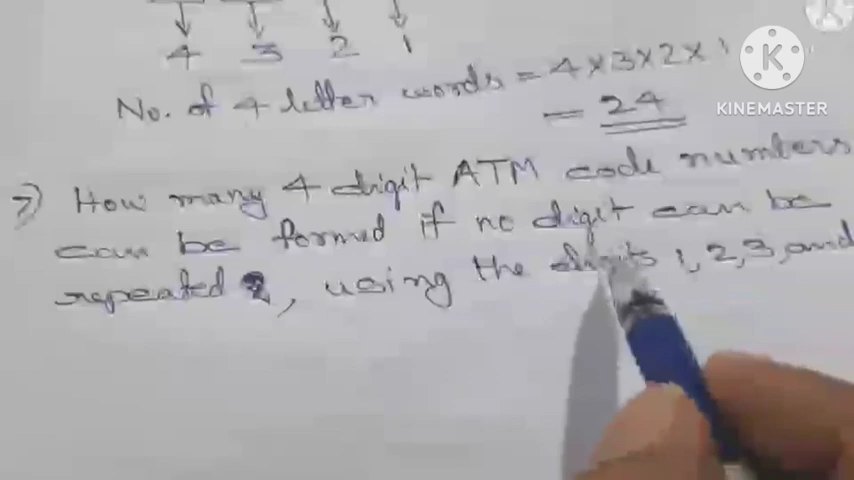 4 3 2 1
No. of 4 letter words = 4×3×2×1
= 24
KINEMASTER
7) How many 4 digit ATM code numbers
can be formed if no digit can be
repeated, using the digits 1, 2, 3, and